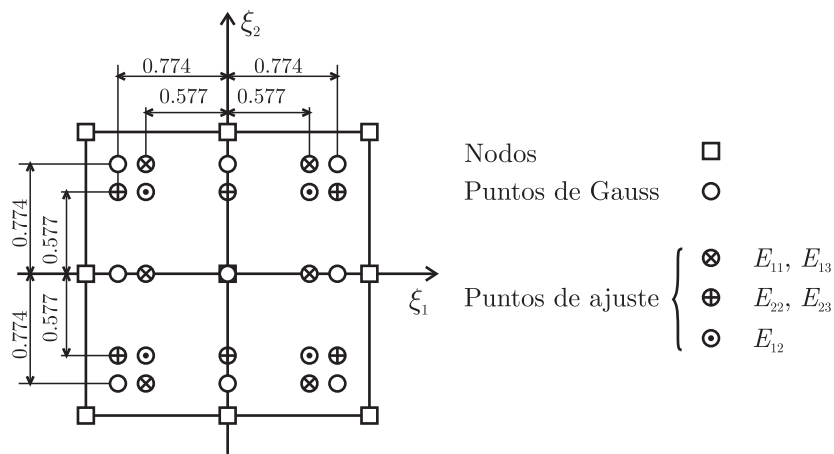 ξ₂
0.774 0.774
0.577 0.577
0.774
0.577
0.577
0.774
ξ₁
Nodos
Puntos de Gauss
Puntos de ajuste
E₁₁, E₁₃
E₂₂, E₂₃
E₁₂